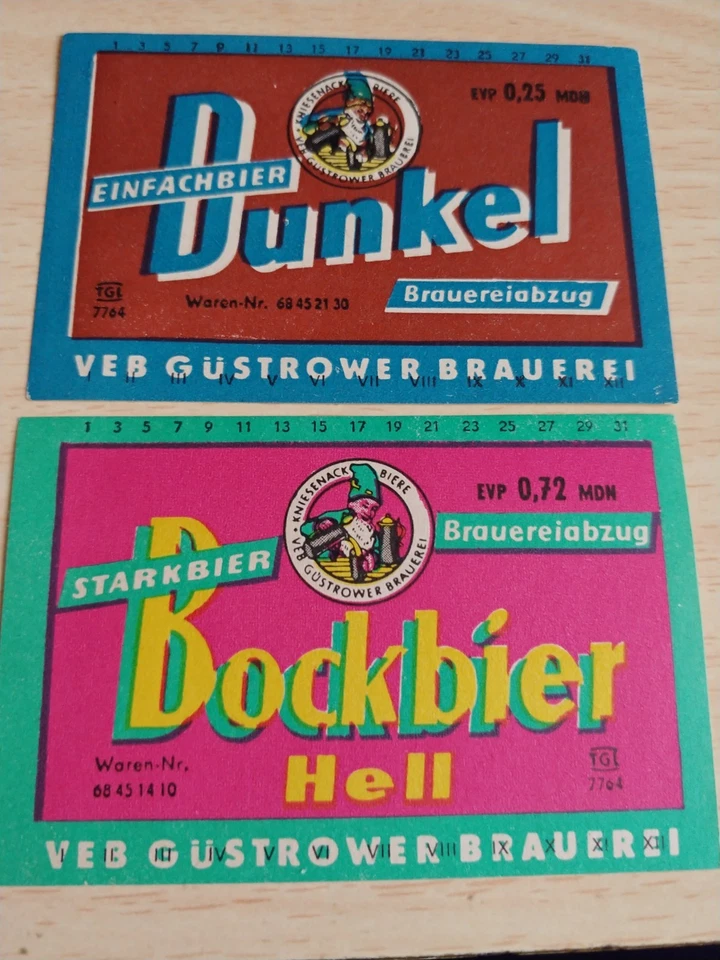 1 3 5 7 9 11 13 15 17 19 21 23 25 27 29 31
KNIESENACK BIERE
VEB GÜSTROWER BRAUEREI
EVP 0,25 MDN
EINFACHBIER
Dunkel
Brauereiabzug
TGL
7764
Waren-Nr. 68 45 21 30
VEB GÜSTROWER BRAUEREI
I II III IV V VI VII VIII IX X XI XII
1 3 5 7 9 11 13 15 17 19 21 23 25 27 29 31
KNIESENACK BIERE
VEB GÜSTROWER BRAUEREI
EVP 0,72 MDN
Brauereiabzug
STARKBIER
Bockbier
Hell
Waren-Nr.
68 45 14 10
TGL
7764
VEB GÜSTROWER BRAUEREI
I II III IV V VI VII VIII IX X XI XII